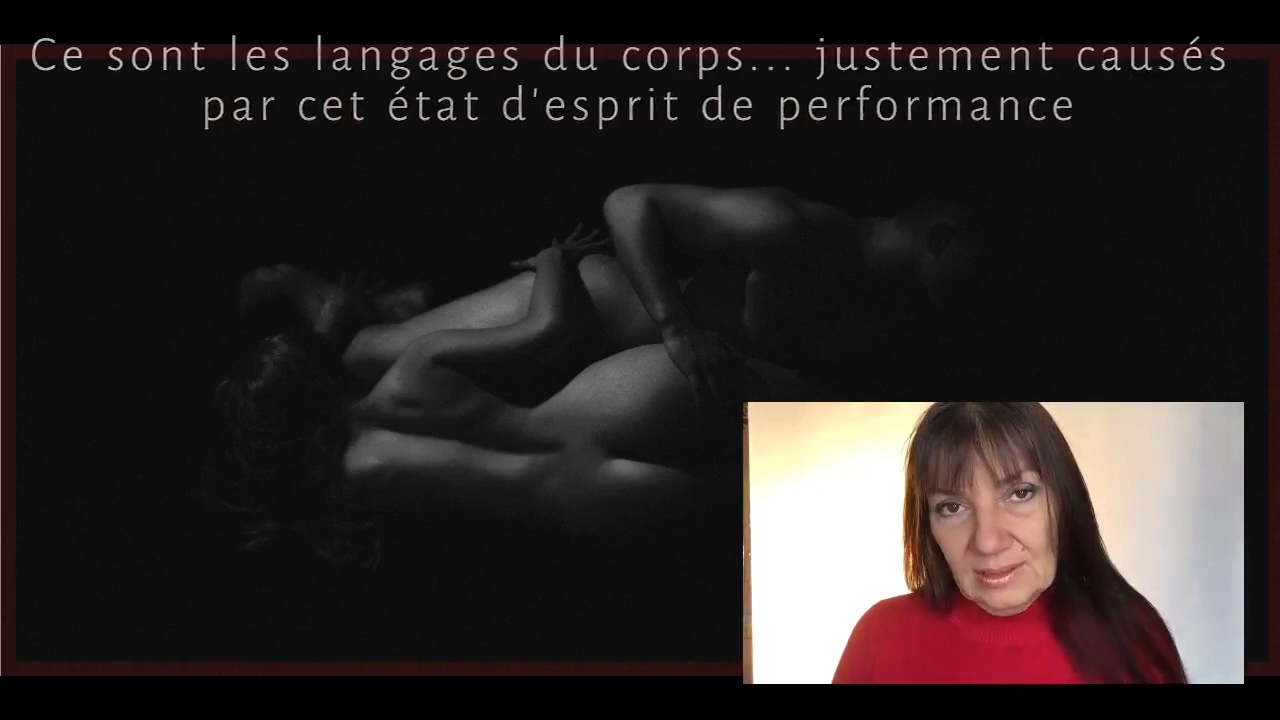 Ce sont les langages du corps... justement causés
par cet état d'esprit de performance